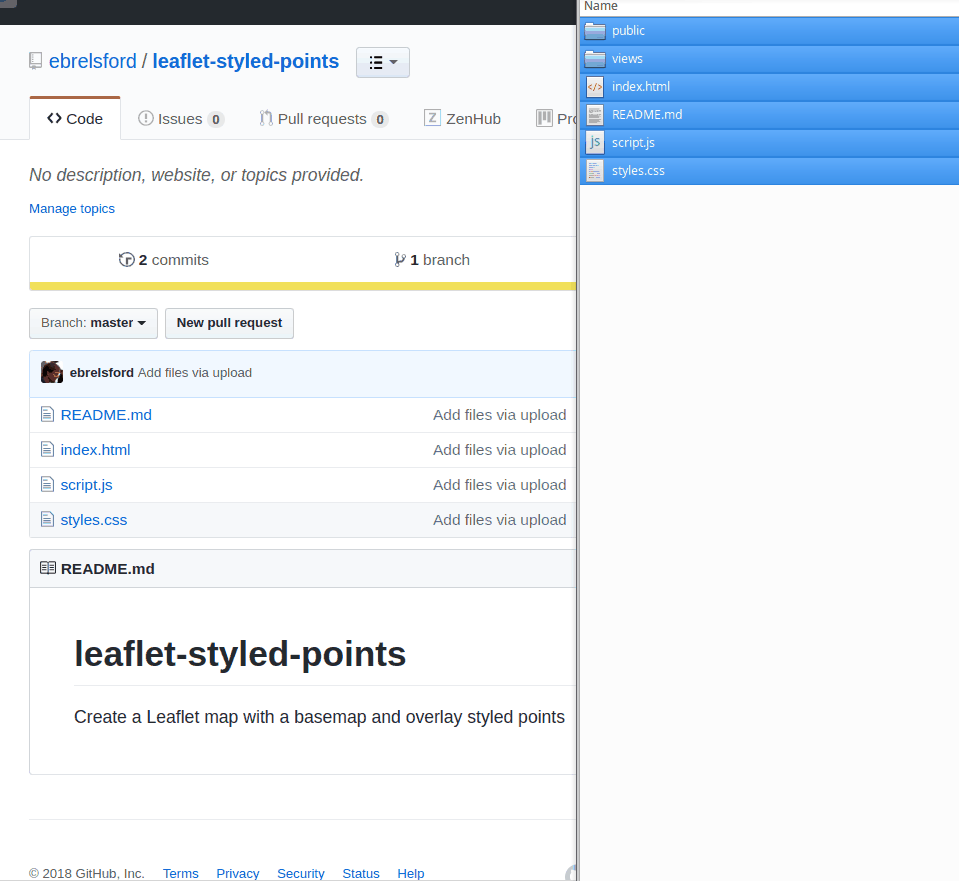 ebrelsford / leaflet-styled-points
Code Issues 0 Pull requests 0 ZenHub
No description, website, or topics provided.
Manage topics
2 commits 1 branch
Branch: master New pull request
ebrelsford Add files via upload
README.md Add files via upload
index.html Add files via upload
script.js Add files via upload
styles.css Add files via upload
README.md
leaflet-styled-points
Create a Leaflet map with a basemap and overlay styled points
© 2018 GitHub, Inc. Terms Privacy Security Status Help
Name
public
views
index.html
README.md
script.js
styles.css